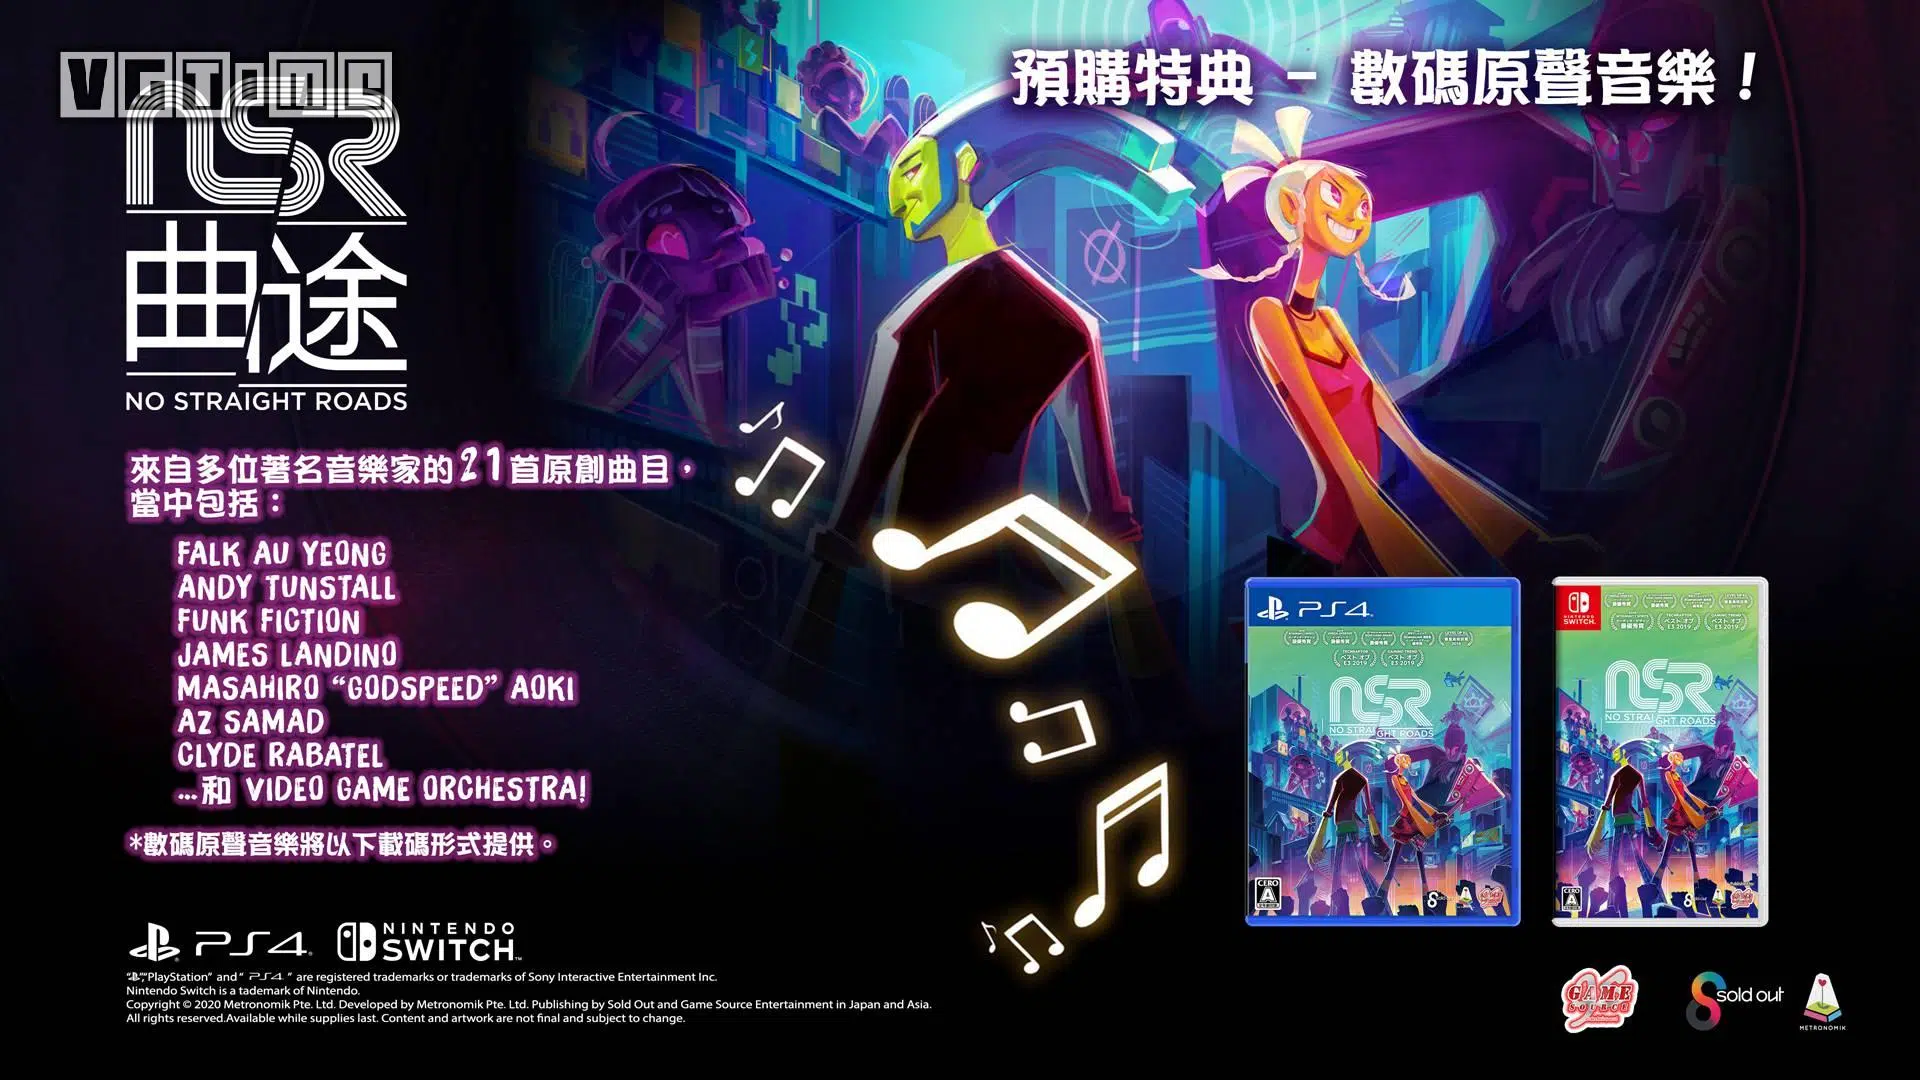 VGTIME
預購特典 – 數碼原聲音樂！
NSR
曲途
NO STRAIGHT ROADS
來自多位著名音樂家的21首原創曲目，
當中包括：
FALK AU YEONG
ANDY TUNSTALL
FUNK FICTION
JAMES LANDINO
MASAHIRO “GODSPEED” AOKI
AZ SAMAD
CLYDE RABATEL
...和 VIDEO GAME ORCHESTRA!
*數碼原聲音樂將以下載碼形式提供。
PS4
NINTENDO
SWITCH
NSR
NO STRAIGHT ROADS
CERO
A
NINTENDO
SWITCH
NSR
NO STRAIGHT ROADS
CERO
A
PS4
NINTENDO
SWITCH
“PlayStation” and “PS4” are registered trademarks or trademarks of Sony Interactive Entertainment Inc.
Nintendo Switch is a tademark of Nintendo.
Copyright © 2020 Metronomik Pte. Ltd. Developed by Metronomik Pte. Ltd. Publishing by Sold Out and Game Source Entertainment in Japan and Asia.
All rights reserved.Available while supplies last. Content and artwork are not final and subject to change.
GAME
SOURCE
sold out
METRONOMIK